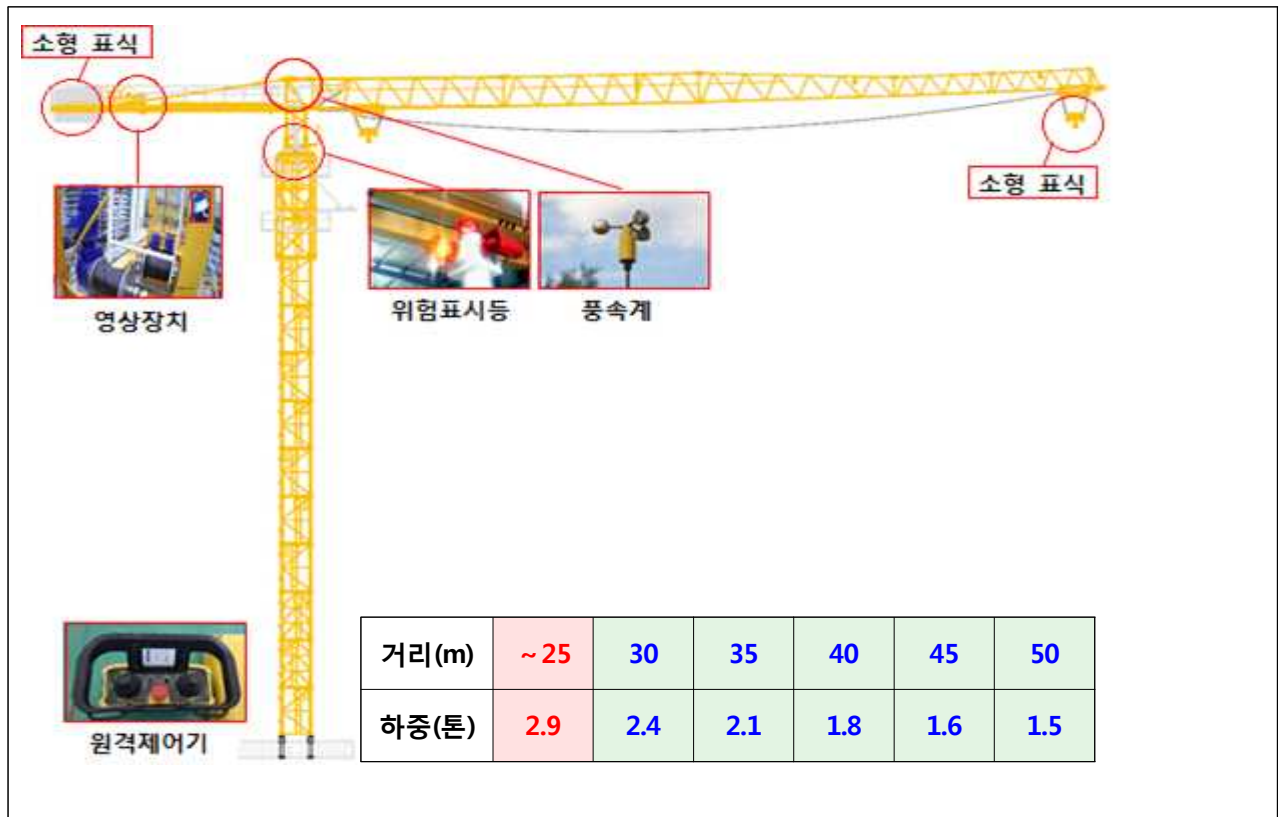 소형 표식
소형 표식
영상장치
위험표시등
풍속계
원격제어기
거리(m) ~25 30 35 40 45 50
하중(톤) 2.9 2.4 2.1 1.8 1.6 1.5